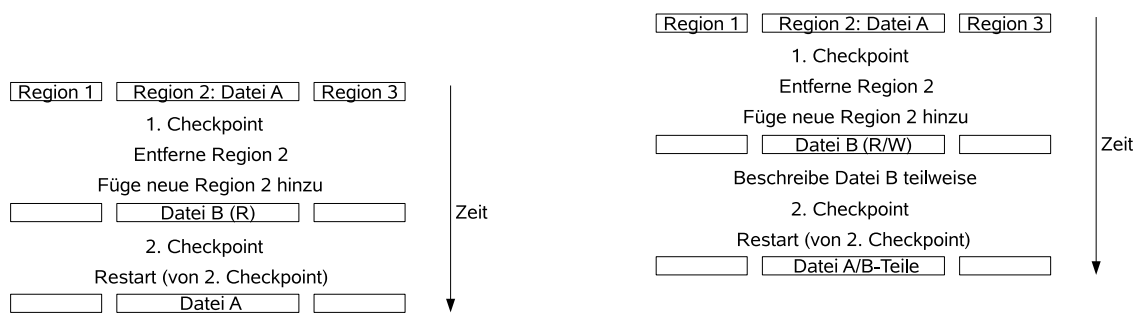 Region 1 Region 2: Datei A Region 3
1. Checkpoint
Entferne Region 2
Füge neue Region 2 hinzu
Datei B (R)
Zeit
2. Checkpoint
Restart (von 2. Checkpoint)
Datei A
Region 1 Region 2: Datei A Region 3
1. Checkpoint
Entferne Region 2
Füge neue Region 2 hinzu
Datei B (R/W)
Zeit
Beschreibe Datei B teilweise
2. Checkpoint
Restart (von 2. Checkpoint)
Datei A/B-Teile